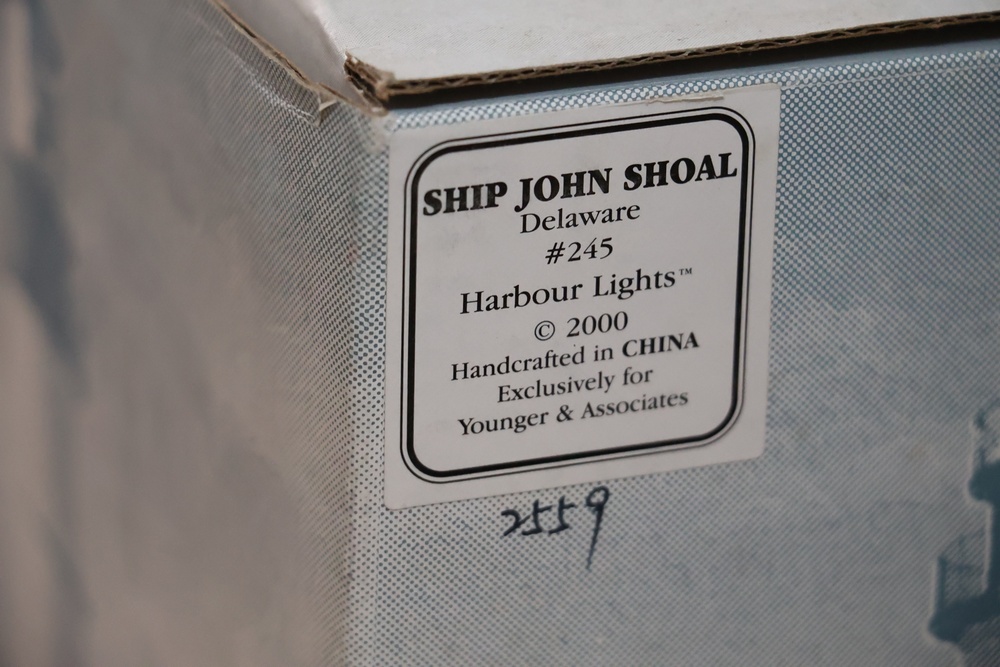 SHIP JOHN SHOAL
Delaware
#245
Harbour Lights™
© 2000
Handcrafted in CHINA
Exclusively for
Younger & Associates
2559